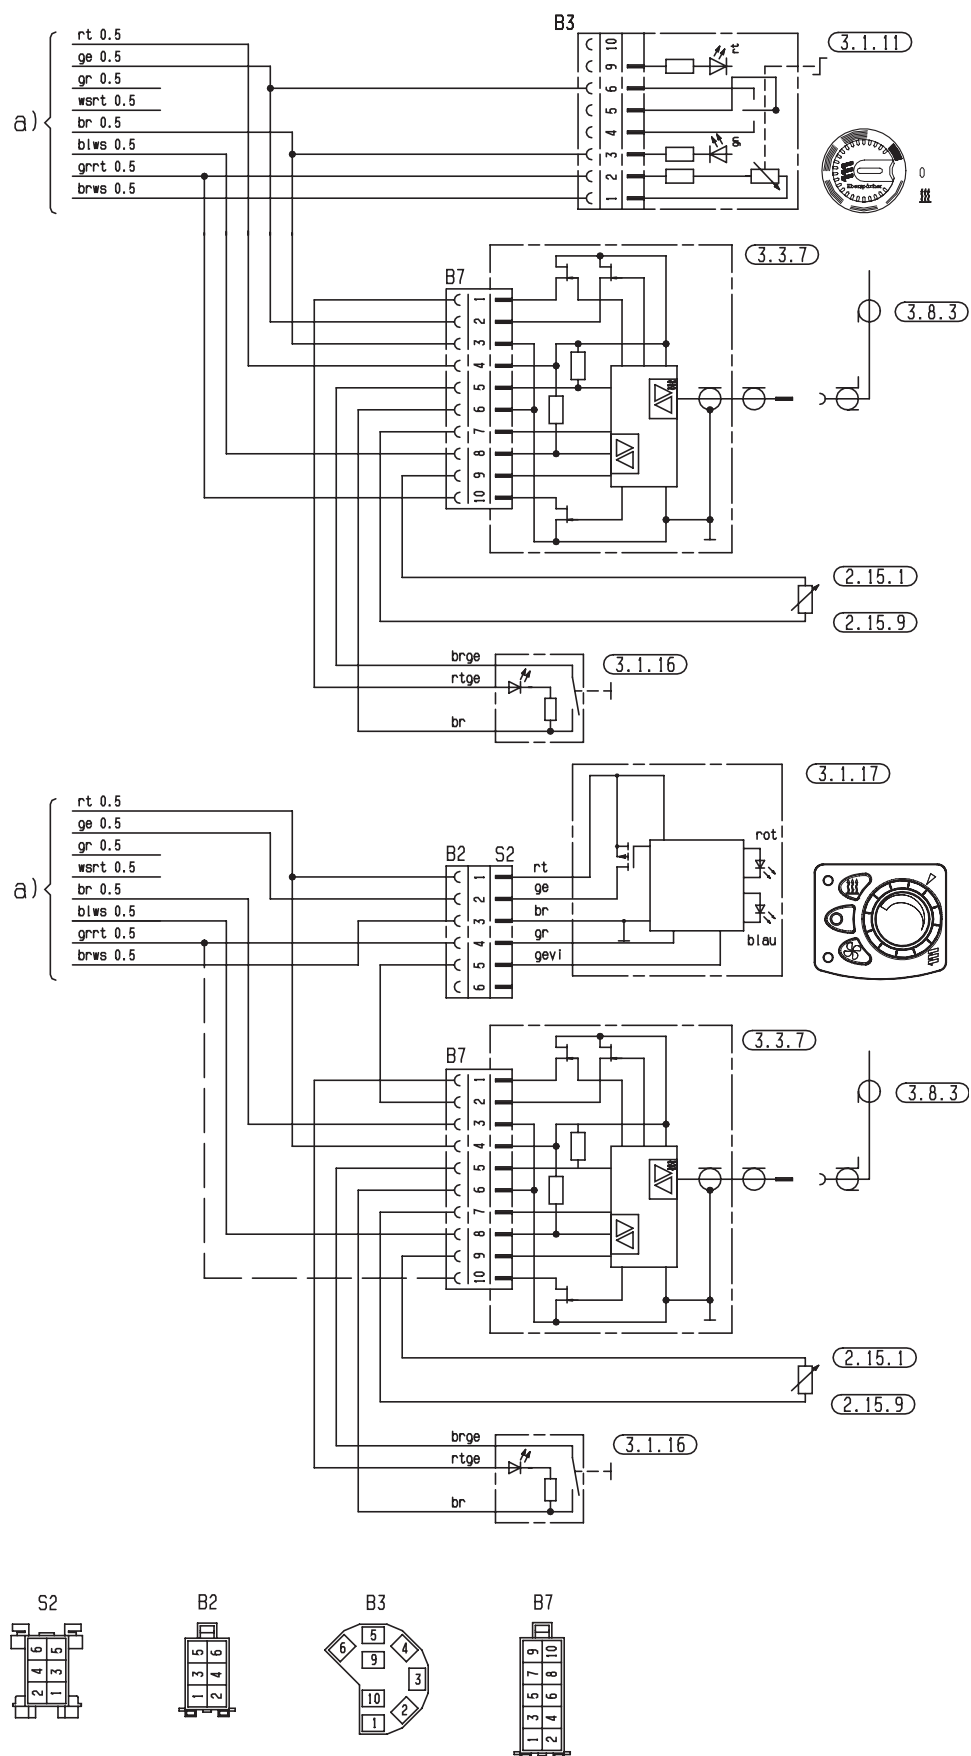 B3
rt 0.5
ge 0.5
gr 0.5
wsrt 0.5
br 0.5
blws 0.5
grrt 0.5
brws 0.5
a)
10
9
6
5
4
3
2
1
rt
gn
3.1.11
Eberspächer
3.3.7
B7
1
2
3
4
5
6
7
8
9
10
3.8.3
2.15.1
2.15.9
brge
rtge
br
3.1.16
3.1.17
rt 0.5
ge 0.5
gr 0.5
wsrt 0.5
br 0.5
blws 0.5
grrt 0.5
brws 0.5
a)
B2
S2
1
2
3
4
5
6
rt
ge
br
gr
gevi
rot
blau
3.3.7
B7
1
2
3
4
5
6
7
8
9
10
3.8.3
2.15.1
2.15.9
brge
rtge
br
3.1.16
S2
6 5
4 3
2 1
B2
5 6
3 4
1 2
B3
5
6 4
9
3
10
2
1
B7
9 10
7 8
5 6
3 4
1 2